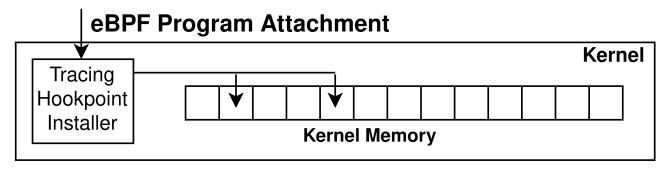 eBPF Program Attachment
Kernel
Tracing
Hookpoint
Installer
Kernel Memory